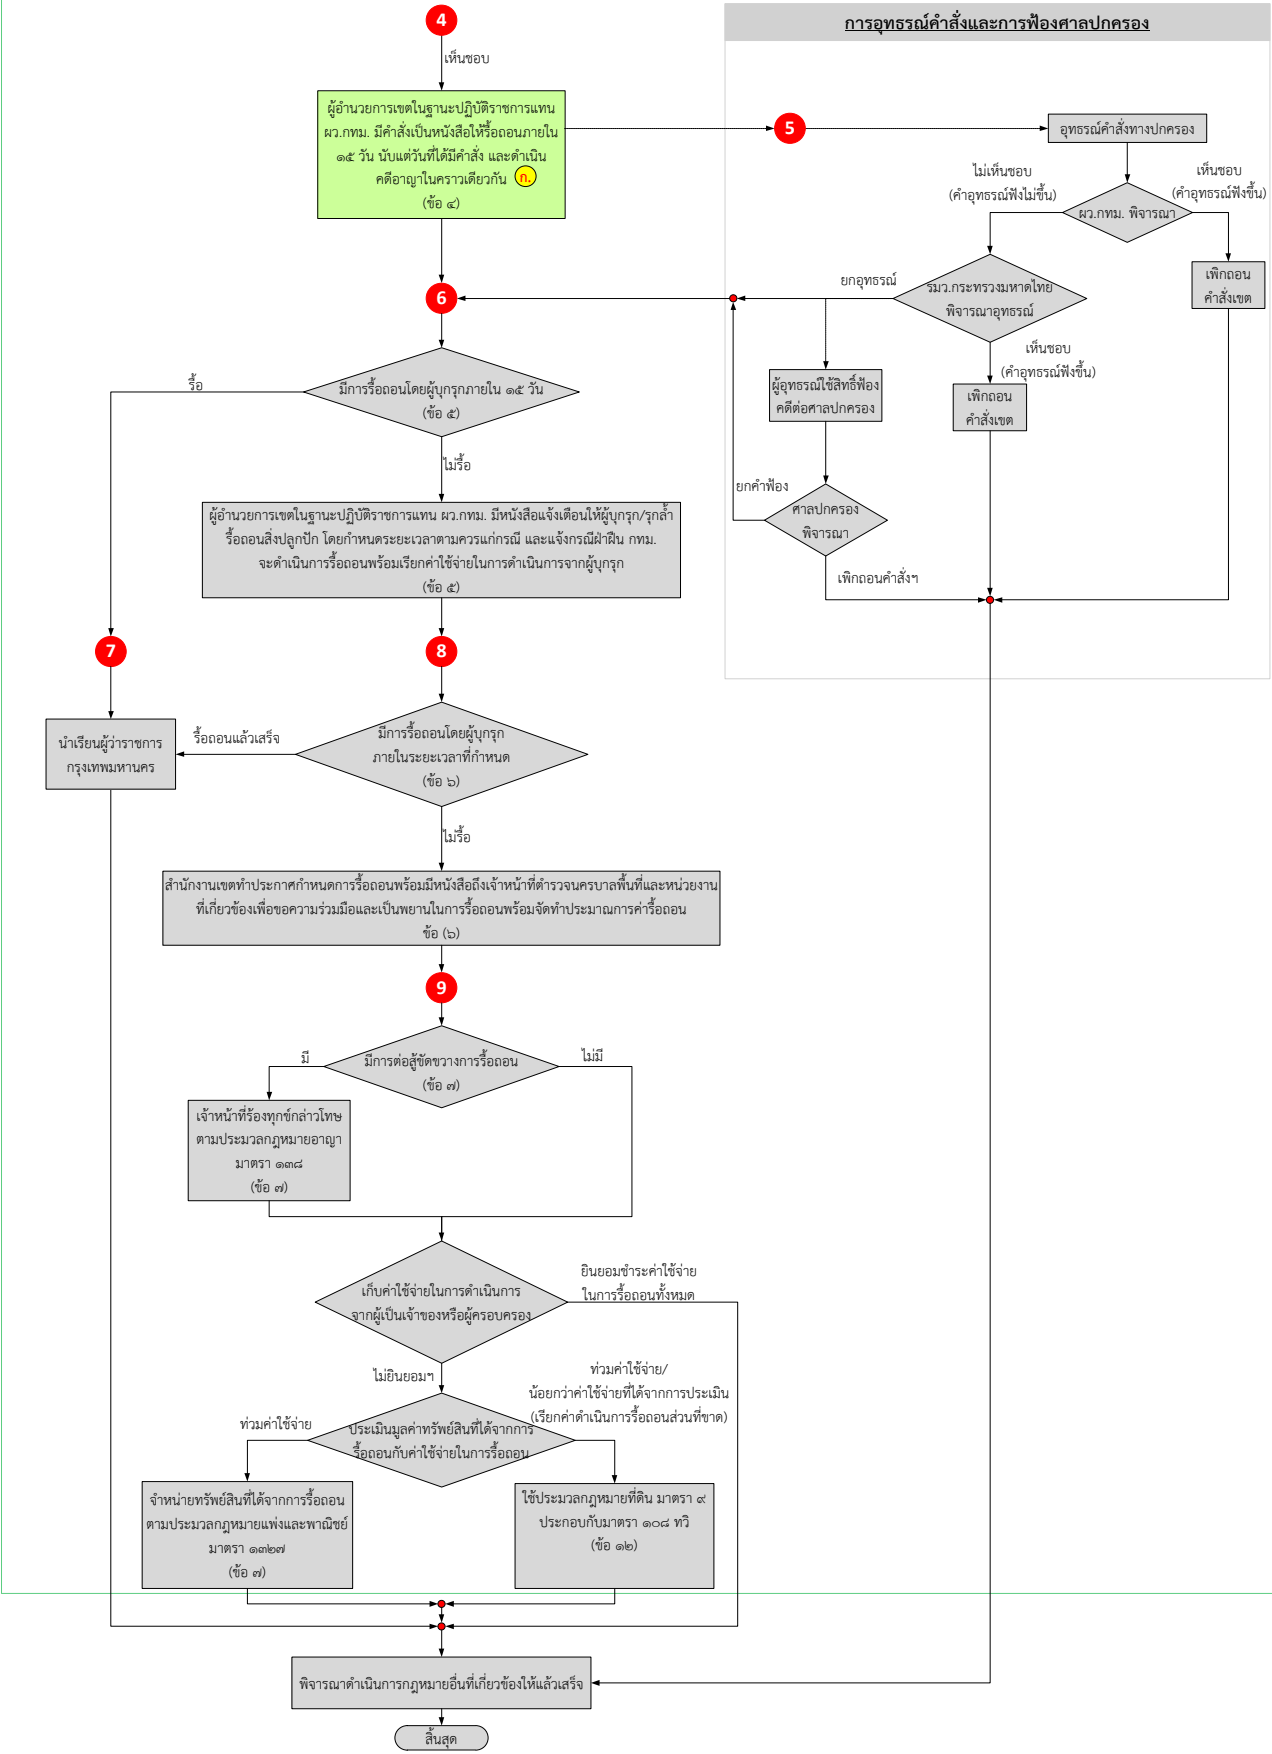 4
การอุทธรณ์คำสั่งและการฟ้องศาลปกครอง
เห็นชอบ
ผู้อำนวยการเขตในฐานะปฏิบัติราชการแทน
ผว.กทม. มีคำสั่งเป็นหนังสือให้รื้อถอนภายใน
๑๕ วัน นับแต่วันที่ได้มีคำสั่ง และดำเนิน
คดีอาญาในคราวเดียวกัน ก.
(ข้อ ๔)
5
อุทธรณ์คำสั่งทางปกครอง
ไม่เห็นชอบ
(คำอุทธรณ์ฟังไม่ขึ้น)
เห็นชอบ
(คำอุทธรณ์ฟังขึ้น)
ผว.กทม. พิจารณา
เพิกถอน
คำสั่งเขต
6
ยกอุทธรณ์
รมว.กระทรวงมหาดไทย
พิจารณาอุทธรณ์
เห็นชอบ
(คำอุทธรณ์ฟังขึ้น)
เพิกถอน
คำสั่งเขต
ผู้อุทธรณ์ใช้สิทธิ์ฟ้อง
คดีต่อศาลปกครอง
ยกคำฟ้อง
ศาลปกครอง
พิจารณา
เพิกถอนคำสั่งฯ
รื้อ
มีการรื้อถอนโดยผู้บุกรุกภายใน ๑๕ วัน
(ข้อ ๕)
ไม่รื้อ
ผู้อำนวยการเขตในฐานะปฏิบัติราชการแทน ผว.กทม. มีหนังสือแจ้งเตือนให้ผู้บุกรุก/รุกล้ำ
รื้อถอนสิ่งปลูกปัก โดยกำหนดระยะเวลาตามควรแก่กรณี และแจ้งกรณีฝ่าฝืน กทม.
จะดำเนินการรื้อถอนพร้อมเรียกค่าใช้จ่ายในการดำเนินการจากผู้บุกรุก
(ข้อ ๕)
7
8
นำเรียนผู้ว่าราชการ
กรุงเทพมหานคร
รื้อถอนแล้วเสร็จ
มีการรื้อถอนโดยผู้บุกรุก
ภายในระยะเวลาที่กำหนด
(ข้อ ๖)
ไม่รื้อ
สำนักงานเขตทำประกาศกำหนดการรื้อถอนพร้อมมีหนังสือถึงเจ้าหน้าที่ตำรวจนครบาลพื้นที่และหน่วยงาน
ที่เกี่ยวข้องเพื่อขอความร่วมมือและเป็นพยานในการรื้อถอนพร้อมจัดทำประมาณการค่ารื้อถอน
ข้อ (๖)
9
มี
มีการต่อสู้ขัดขวางการรื้อถอน
(ข้อ ๗)
ไม่มี
เจ้าหน้าที่ร้องทุกข์กล่าวโทษ
ตามประมวลกฎหมายอาญา
มาตรา ๑๓๘
(ข้อ ๗)
เก็บค่าใช้จ่ายในการดำเนินการ
จากผู้เป็นเจ้าของหรือผู้ครอบครอง
ยินยอมชำระค่าใช้จ่าย
ในการรื้อถอนทั้งหมด
ไม่ยินยอมฯ
ท่วมค่าใช้จ่าย/
น้อยกว่าค่าใช้จ่ายที่ได้จากการประเมิน
(เรียกค่าดำเนินการรื้อถอนส่วนที่ขาด)
ท่วมค่าใช้จ่าย
ประเมินมูลค่าทรัพย์สินที่ได้จากการ
รื้อถอนกับค่าใช้จ่ายในการรื้อถอน
จำหน่ายทรัพย์สินที่ได้จากการรื้อถอน
ตามประมวลกฎหมายแพ่งและพาณิชย์
มาตรา ๑๓๒๗
(ข้อ ๗)
ใช้ประมวลกฎหมายที่ดิน มาตรา ๙
ประกอบกับมาตรา ๑๐๘ ทวิ
(ข้อ ๑๒)
พิจารณาดำเนินการกฎหมายอื่นที่เกี่ยวข้องให้แล้วเสร็จ
สิ้นสุด